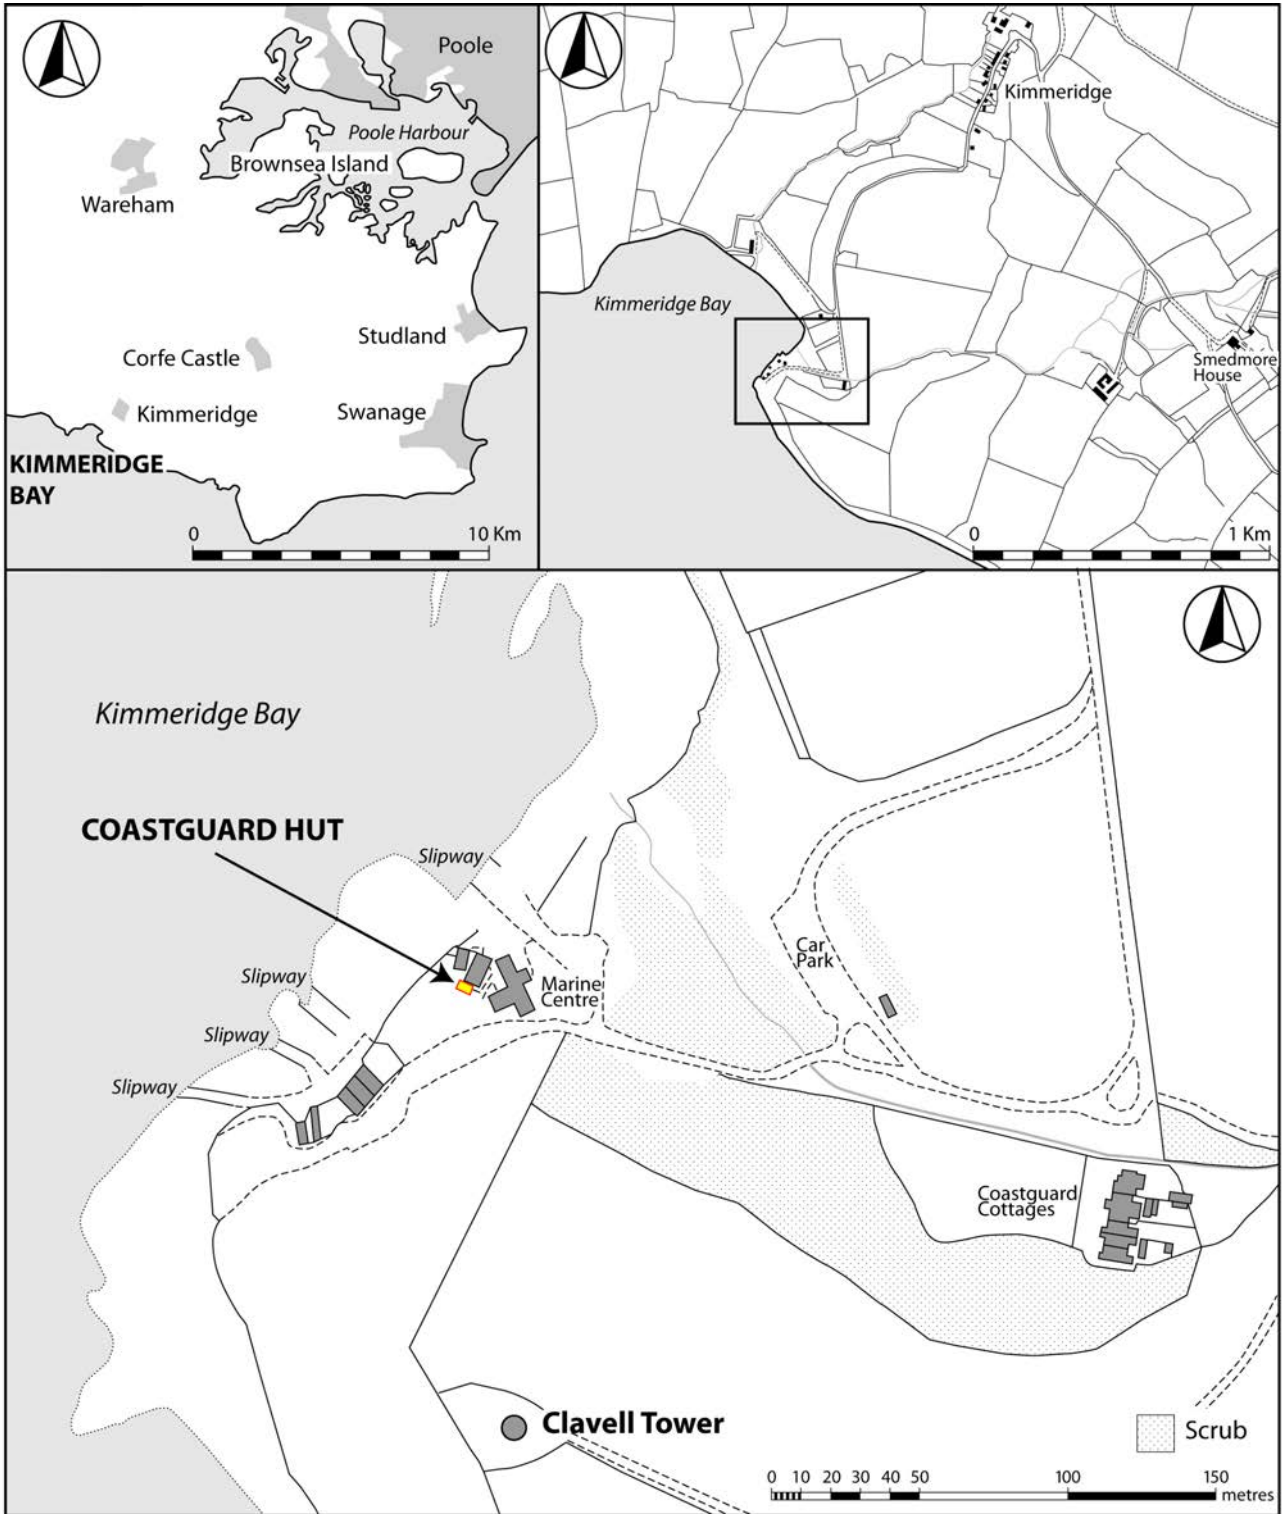 Poole
Poole Harbour
Brownsea Island
Wareham
Studland
Corfe Castle
Kimmeridge
Swanage
KIMMERIDGE
BAY
0 10 Km
Kimmeridge
Kimmeridge Bay
Smedmore
House
0 1 Km
Kimmeridge Bay
COASTGUARD HUT
Slipway
Car
Park
Slipway
Marine
Centre
Slipway
Slipway
Coastguard
Cottages
Clavell Tower
Scrub
0 10 20 30 40 50 100 150
metres